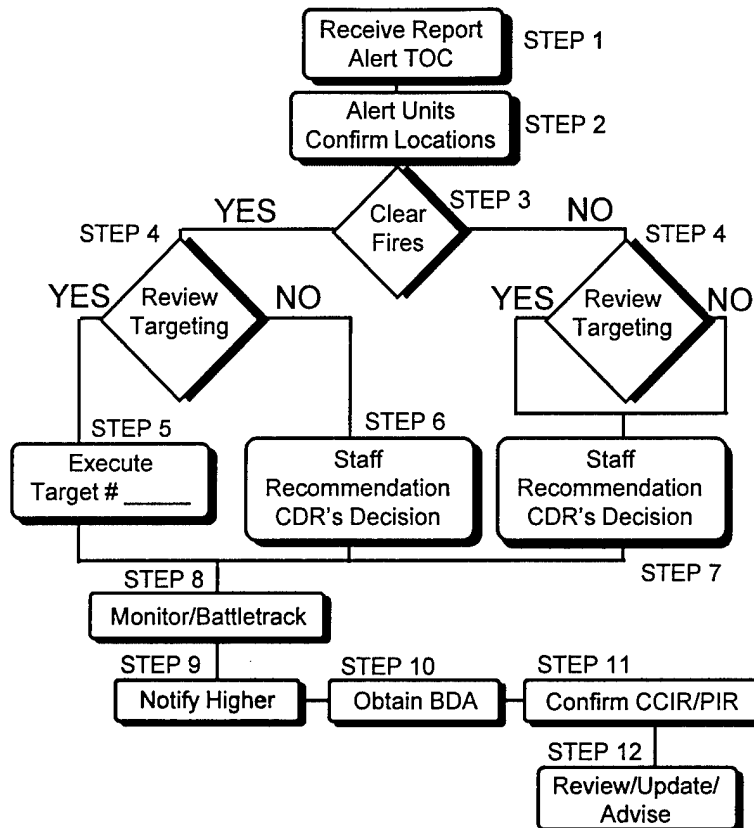 Receive Report
Alert TOC
STEP 1
Alert Units
Confirm Locations
STEP 2
STEP 3
YES
Clear
Fires
NO
STEP 4
STEP 4
YES
Review
Targeting
NO
YES
Review
Targeting
NO
STEP 5
Execute
Target # ______
STEP 6
Staff
Recommendation
CDR's Decision
Staff
Recommendation
CDR's Decision
STEP 7
STEP 8
Monitor/Battletrack
STEP 9
Notify Higher
STEP 10
Obtain BDA
STEP 11
Confirm CCIR/PIR
STEP 12
Review/Update/
Advise